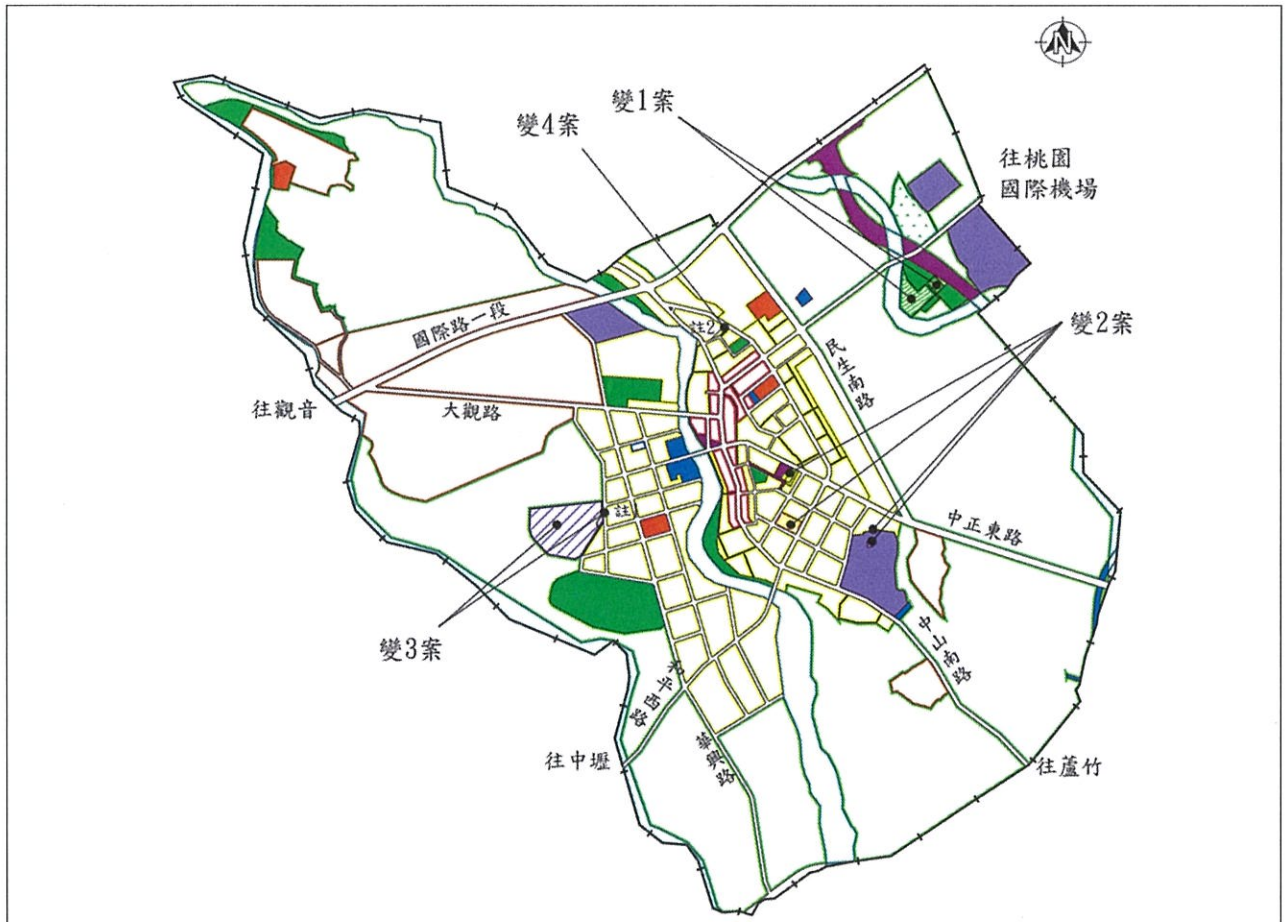 N
變1案
變4案
往桃園
國際機場
國際路一段
註2
民生南路
變2案
往觀音
大觀路
註1
中正東路
變3案
中山南路
和平西路
華興路
往中壢
往蘆竹